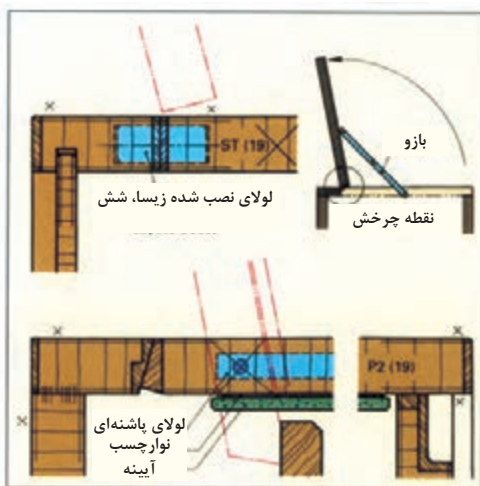 ST (19)
بازو
لولای نصب شده زیسا، شش
نقطه چرخش
P2 (19)
لولای پاشنه‌ای
نوارچسب
آیینه